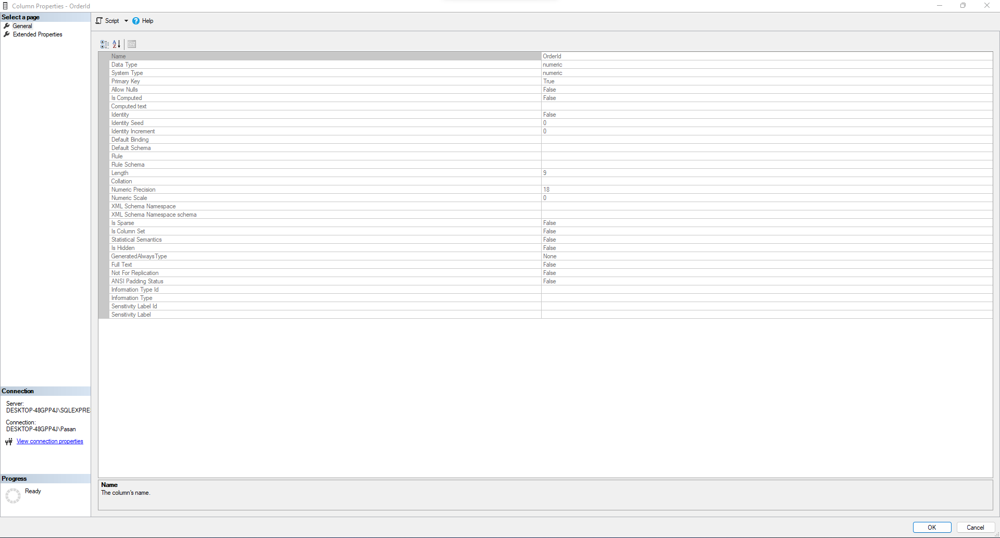 Column Properties - OrderId
Select a page
General
Extended Properties
Script
Help
Name OrderId
Data Type numeric
System Type numeric
Primary Key True
Allow Nulls False
Is Computed False
Computed text
Identity False
Identity Seed 0
Identity Increment 0
Default Binding
Default Schema
Rule
Rule Schema
Length 9
Collation
Numeric Precision 18
Numeric Scale 0
XML Schema Namespace
XML Schema Namespace schema
Is Sparse False
Is Column Set False
Statistical Semantics False
Is Hidden False
GeneratedAlwaysType None
Full Text False
Not For Replication False
ANSI Padding Status False
Information Type Id
Information Type
Sensitivity Label Id
Sensitivity Label
Connection
Server:
DESKTOP-48GPP4J\SQLEXPRE
Connection:
DESKTOP-48GPP4J\Pasan
View connection properties
Progress
Ready
Name
The column's name.
OK
Cancel